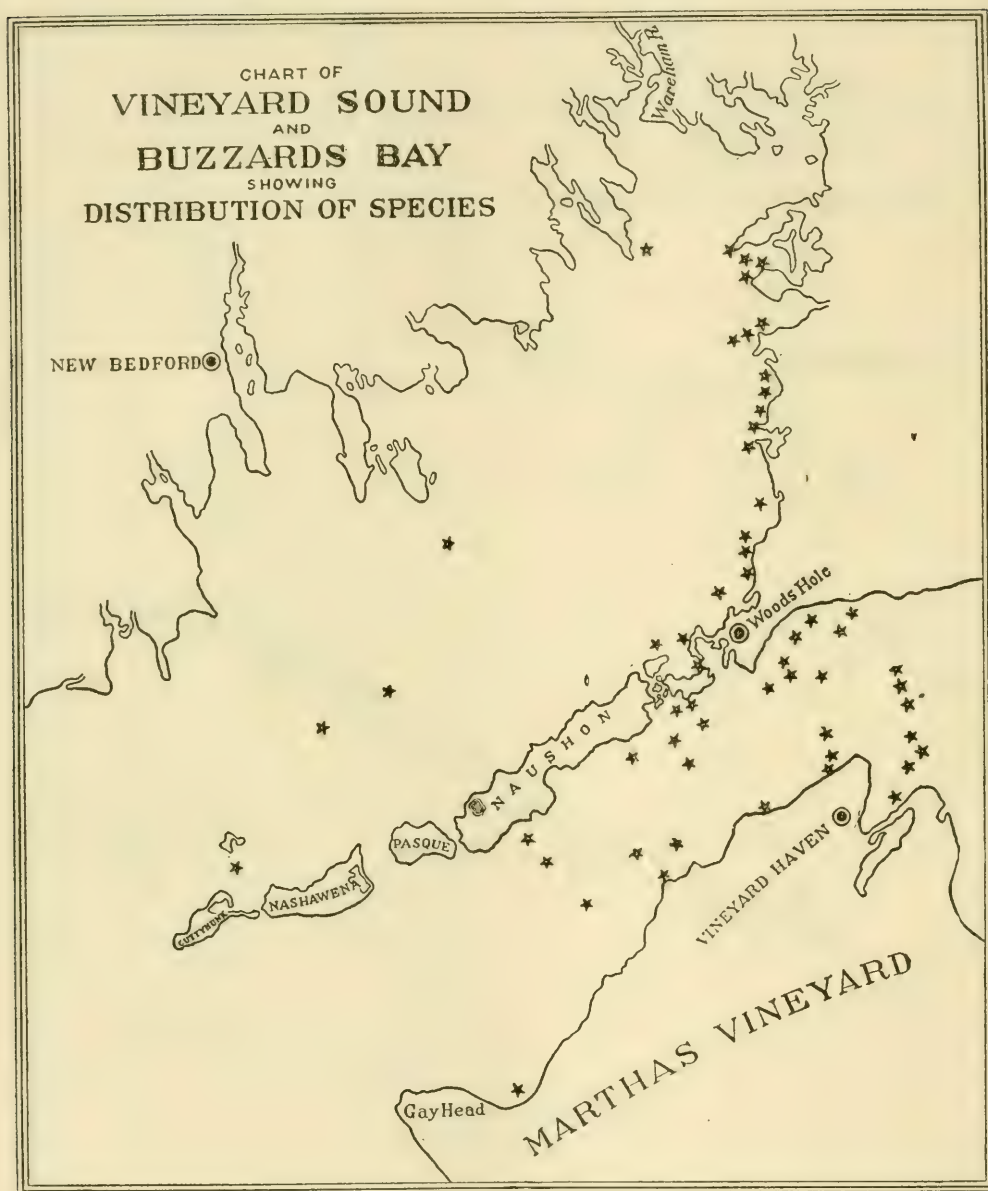 CHART OF
VINEYARD SOUND
AND
BUZZARDS BAY
SHOWING
DISTRIBUTION OF SPECIES
Wareham R.
NEW BEDFORD
Woods Hole
NAUSHON
PASQUE
NASHAWENA
CUTTYHUNK
VINEYARD HAVEN
MARTHAS VINEYARD
Gay Head